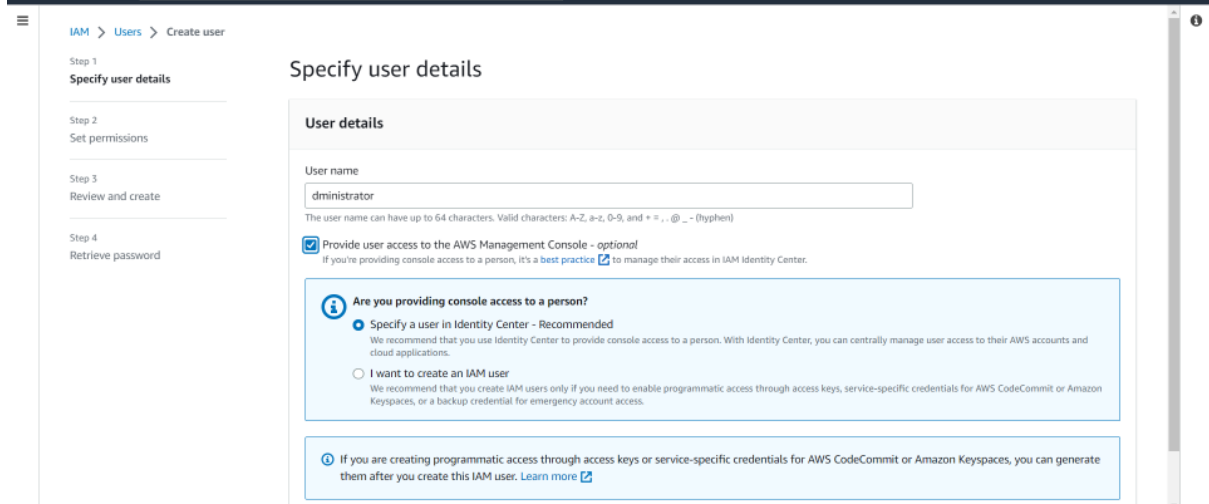 IAM > Users > Create user
Step 1
Specify user details
Step 2
Set permissions
Step 3
Review and create
Step 4
Retrieve password
Specify user details
User details
User name
dministrator
The user name can have up to 64 characters. Valid characters: A-Z, a-z, 0-9, and + = , . @ _ - (hyphen)
Provide user access to the AWS Management Console - optional
If you're providing console access to a person, it's a best practice to manage their access in IAM Identity Center.
Are you providing console access to a person?
Specify a user in Identity Center - Recommended
We recommend that you use Identity Center to provide console access to a person. With Identity Center, you can centrally manage user access to their AWS accounts and
cloud applications.
I want to create an IAM user
We recommend that you create IAM users only if you need to enable programmatic access through access keys, service-specific credentials for AWS CodeCommit or Amazon
Keyspaces, or a backup credential for emergency account access.
If you are creating programmatic access through access keys or service-specific credentials for AWS CodeCommit or Amazon Keyspaces, you can generate
them after you create this IAM user. Learn more